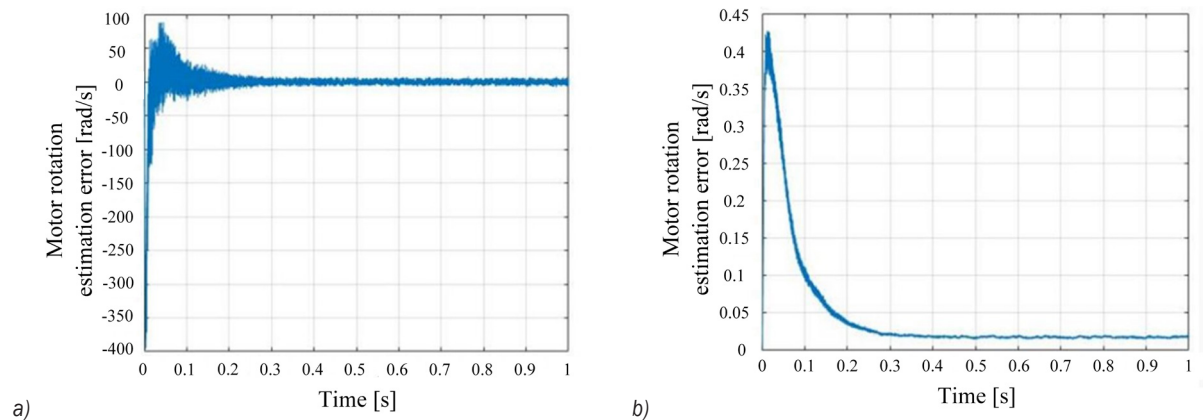 100
50
0
-50
-100
-150
-200
-250
-300
-350
-400
0 0.1 0.2 0.3 0.4 0.5 0.6 0.7 0.8 0.9 1
Motor rotation
estimation error [rad/s]
Time [s]
a)
0.45
0.4
0.35
0.3
0.25
0.2
0.15
0.1
0.05
0
0 0.1 0.2 0.3 0.4 0.5 0.6 0.7 0.8 0.9 1
Motor rotation
estimation error [rad/s]
Time [s]
b)